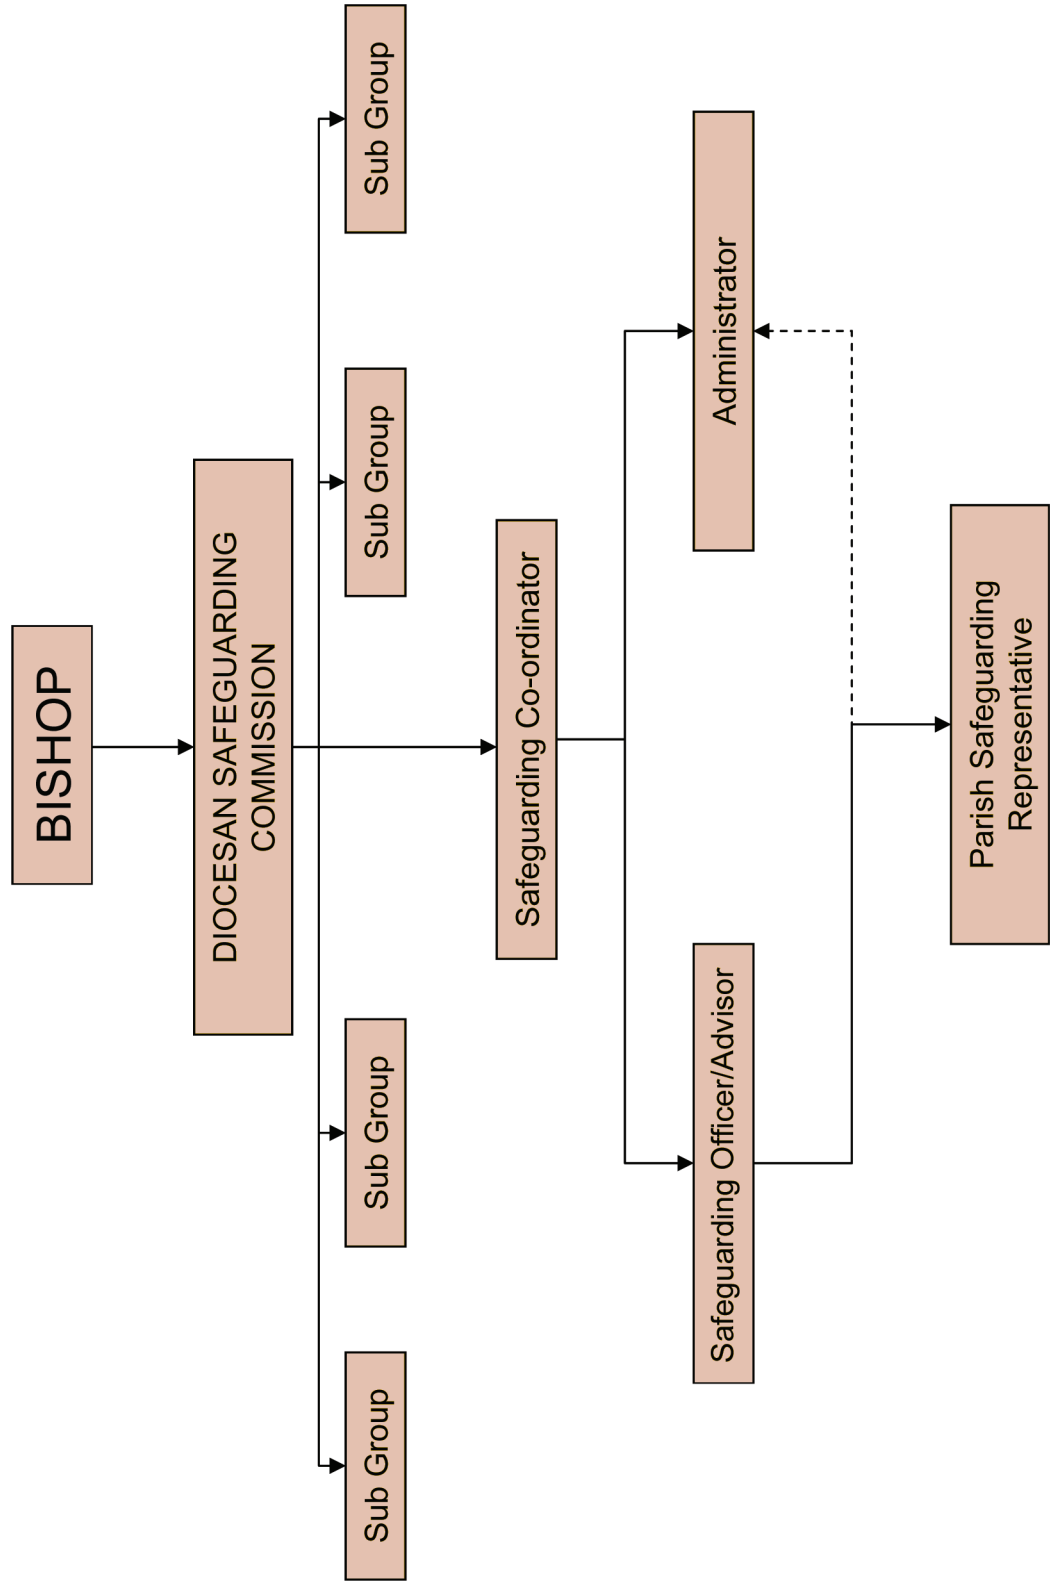 BISHOP
DIOCESAN SAFEGUARDING
COMMISSION
Sub Group
Sub Group
Sub Group
Sub Group
Safeguarding Co-ordinator
Safeguarding Officer/Advisor
Administrator
Parish Safeguarding
Representative